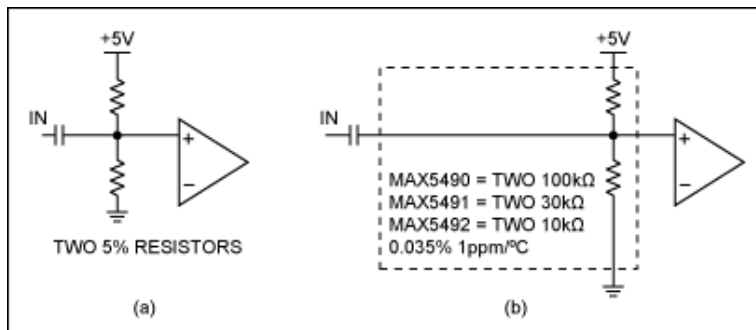 +5V
IN
+
−
TWO 5% RESISTORS
(a)
+5V
IN
+
−
MAX5490 = TWO 100kΩ
MAX5491 = TWO 30kΩ
MAX5492 = TWO 10kΩ
0.035% 1ppm/ºC
(b)